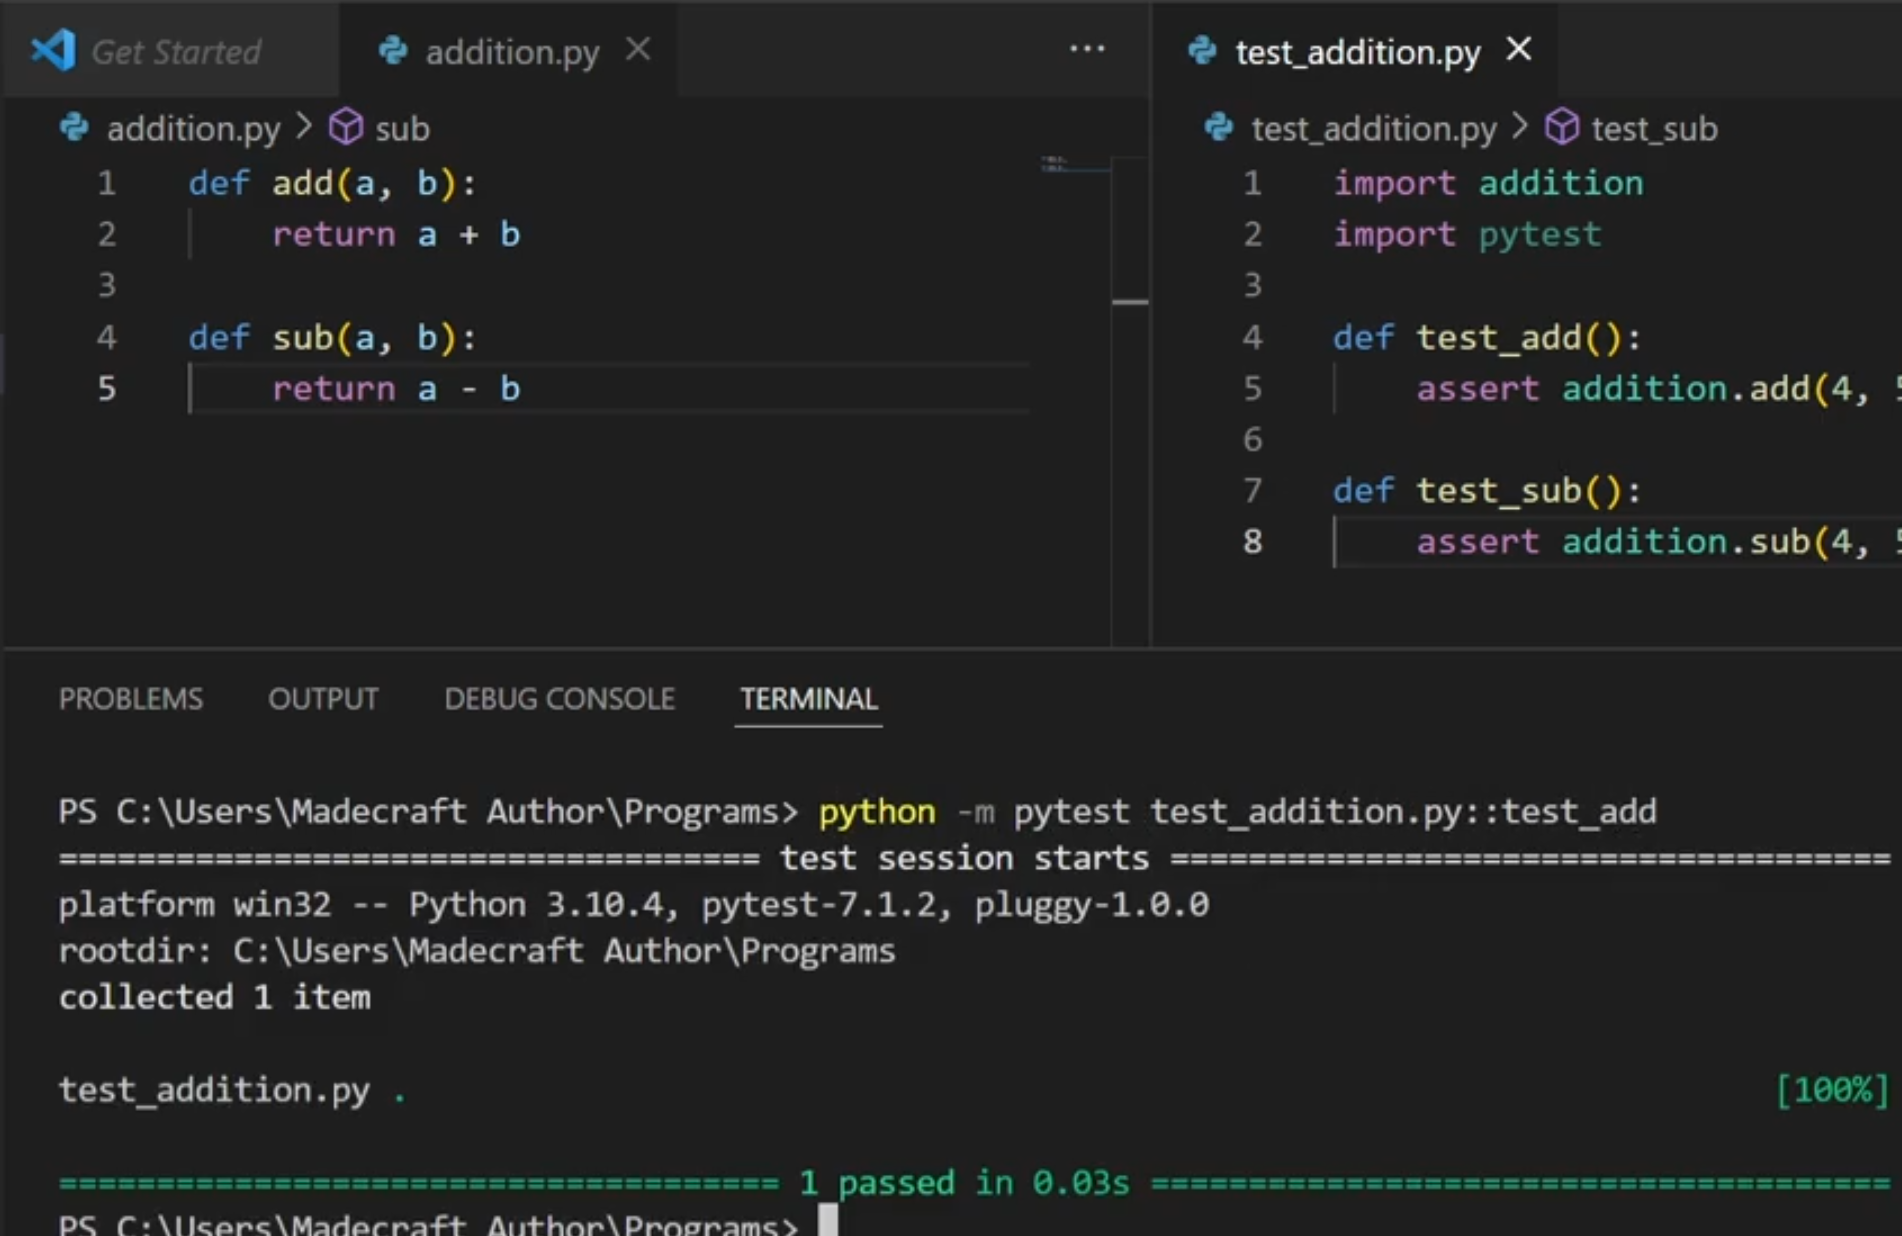 Get Started
addition.py
test_addition.py
addition.py > sub
1 def add(a, b):
2 return a + b
3
4 def sub(a, b):
5 return a - b
test_addition.py > test_sub
1 import addition
2 import pytest
3
4 def test_add():
5 assert addition.add(4,
6
7 def test_sub():
8 assert addition.sub(4,
PROBLEMS OUTPUT DEBUG CONSOLE TERMINAL
PS C:\Users\Madecraft Author\Programs> python -m pytest test_addition.py::test_add
==================================== test session starts =====================================
platform win32 -- Python 3.10.4, pytest-7.1.2, pluggy-1.0.0
rootdir: C:\Users\Madecraft Author\Programs
collected 1 item
test_addition.py . [100%]
===================================== 1 passed in 0.03s ======================================
PS C:\Users\Madecraft Author\Programs>